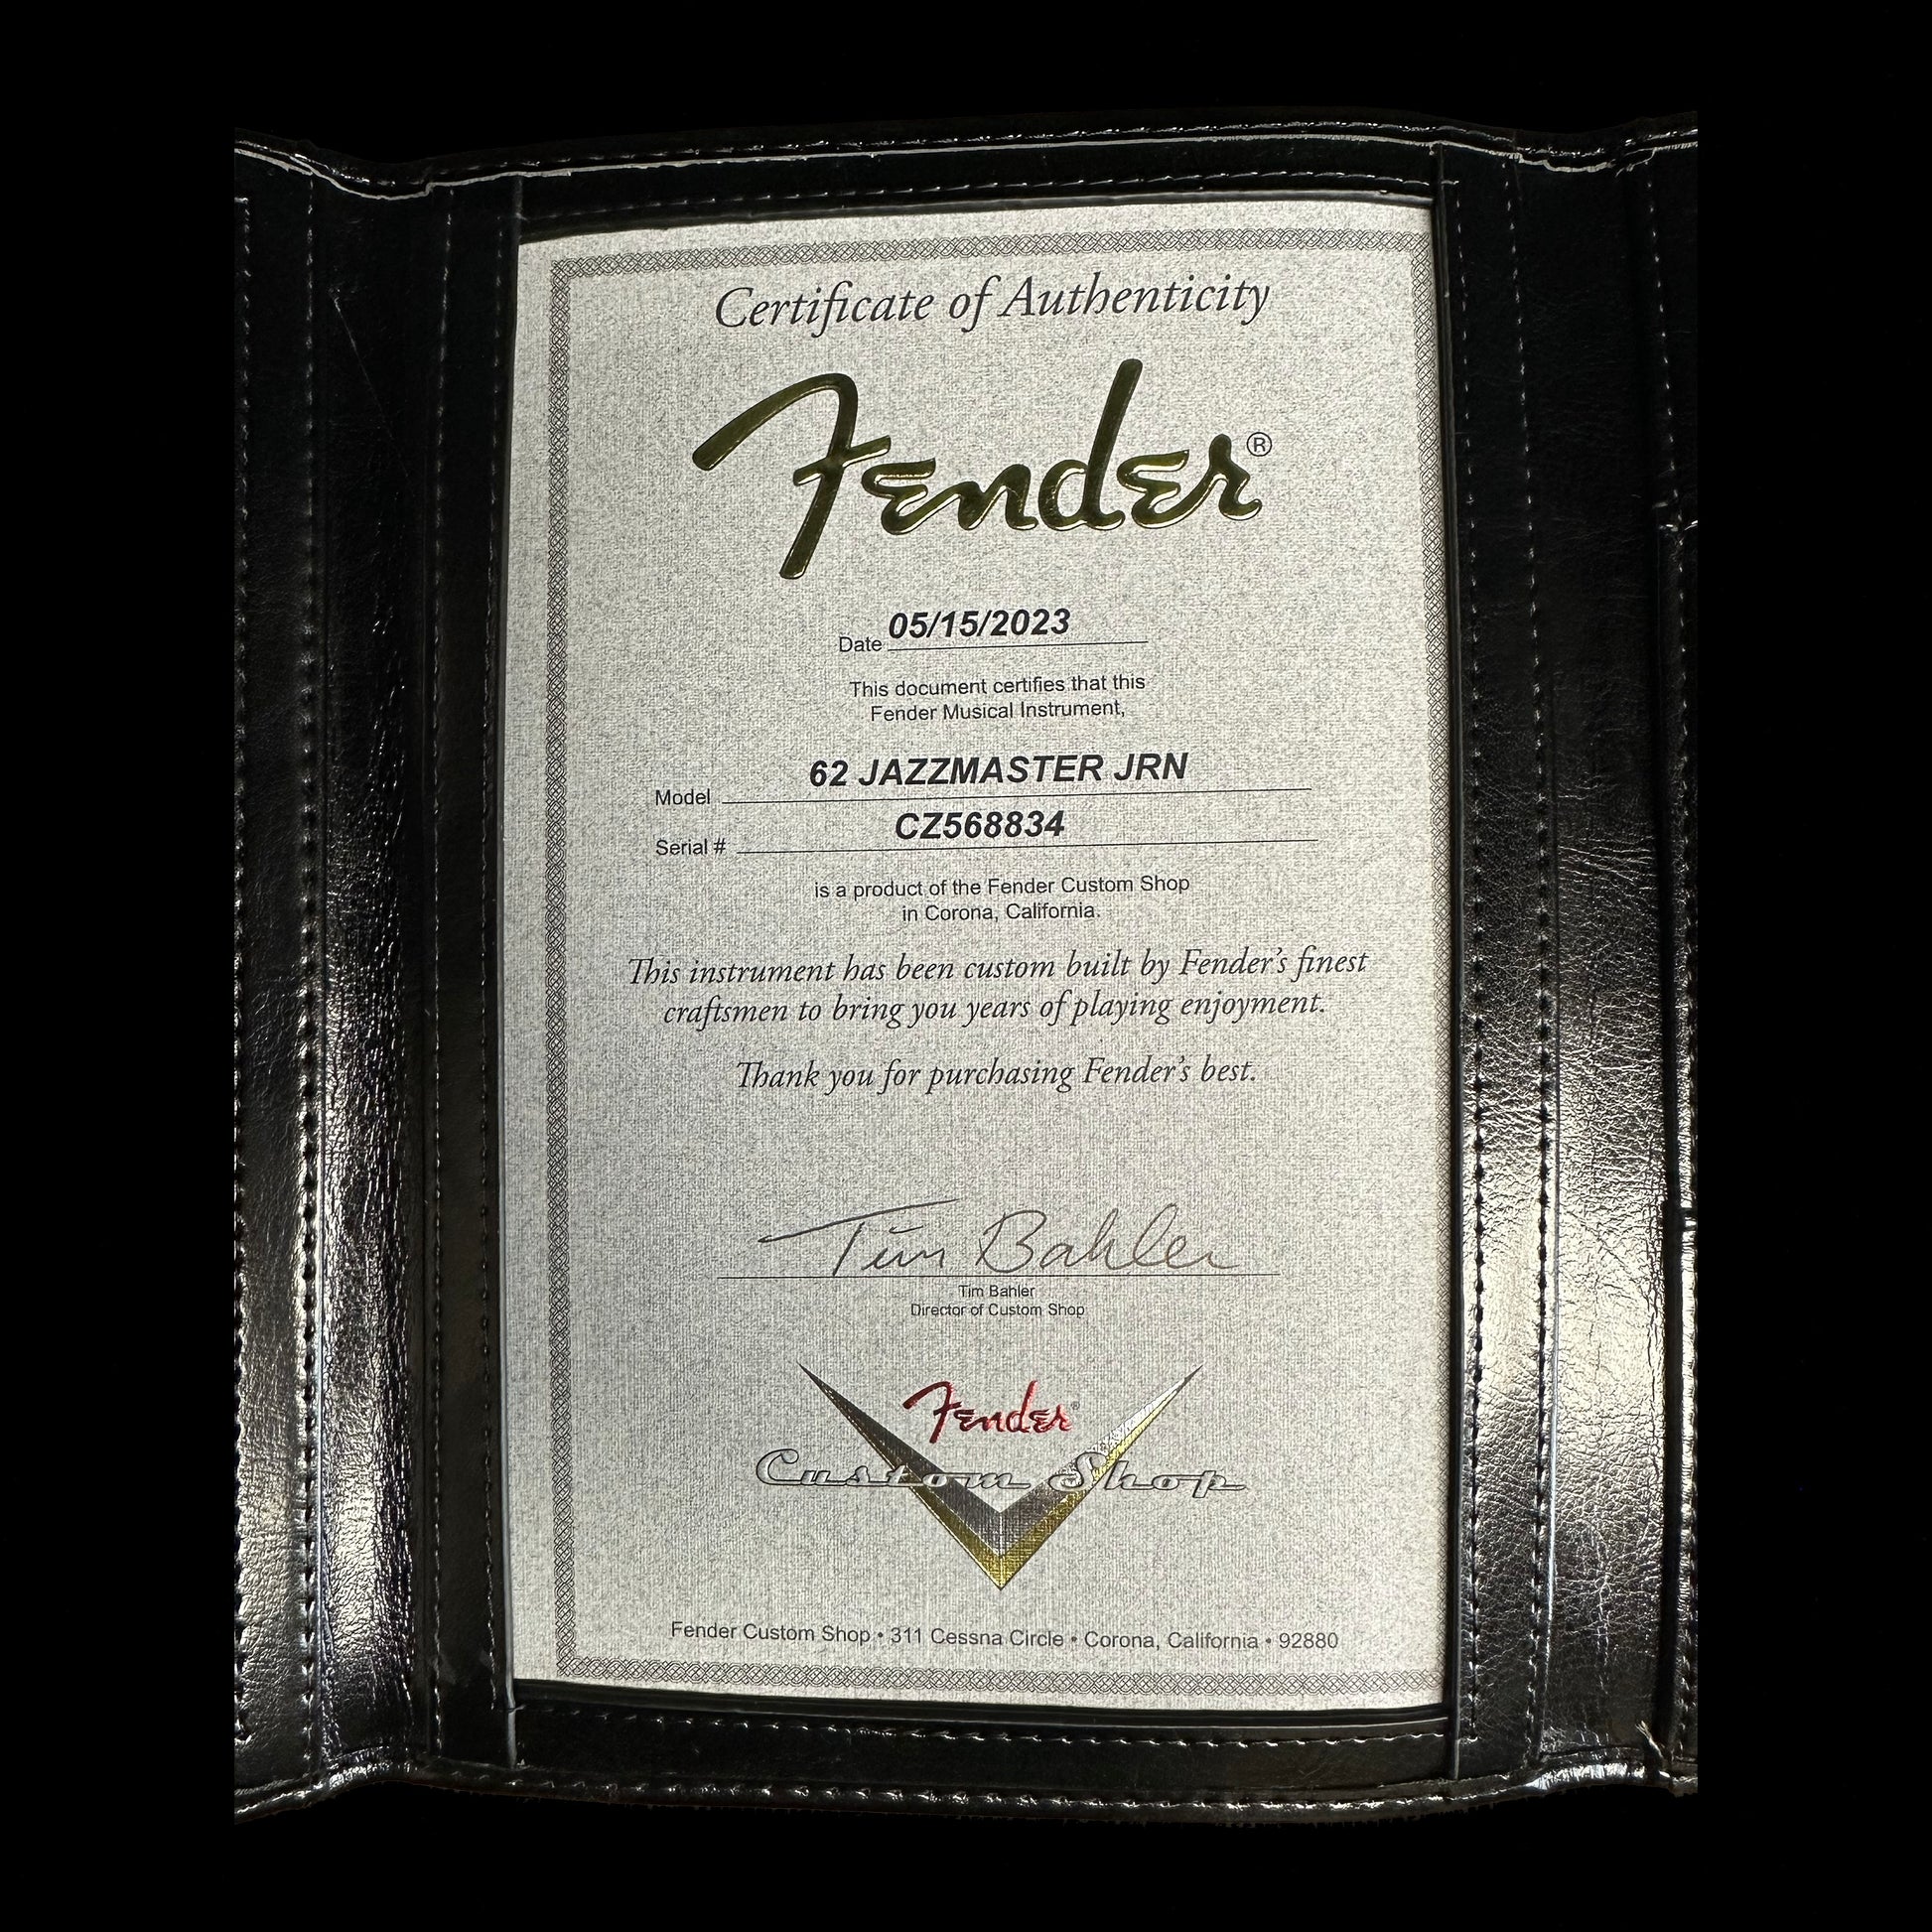 Certificate of Authenticity
Fender®
Date 05/15/2023
This document certifies that this
Fender Musical Instrument,
Model 62 JAZZMASTER JRN
Serial # CZ568834
is a product of the Fender Custom Shop
in Corona, California.
This instrument has been custom built by Fender's finest
craftsmen to bring you years of playing enjoyment.
Thank you for purchasing Fender's best.
Tim Bahler
Tim Bahler
Director of Custom Shop
Fender®
Custom Shop
Fender Custom Shop • 311 Cessna Circle • Corona, California • 92880